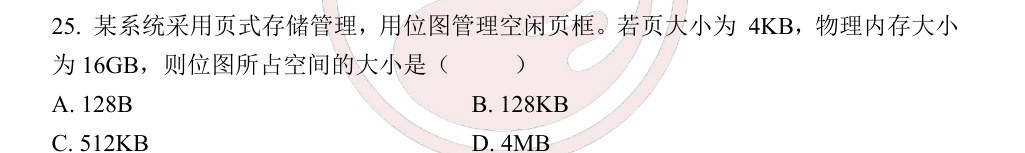 25. 某系统采用页式存储管理，用位图管理空闲页框。若页大小为 4KB，物理内存大小
为 16GB，则位图所占空间的大小是（ ）
A. 128B B. 128KB
C. 512KB D. 4MB